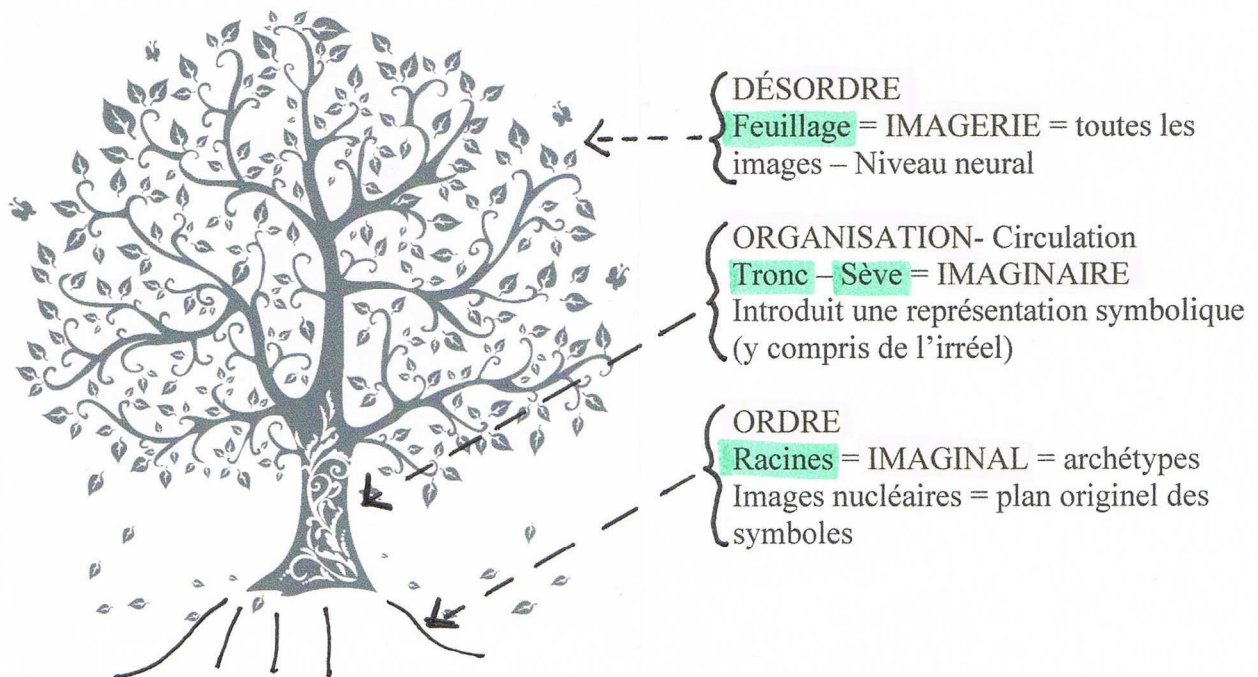 DÉSORDRE
Feuillage = IMAGERIE = toutes les
images – Niveau neural
ORGANISATION- Circulation
Tronc – Sève = IMAGINAIRE
Introduit une représentation symbolique
(y compris de l’irréel)
ORDRE
Racines = IMAGINAL = archétypes
Images nucléaires = plan originel des
symboles